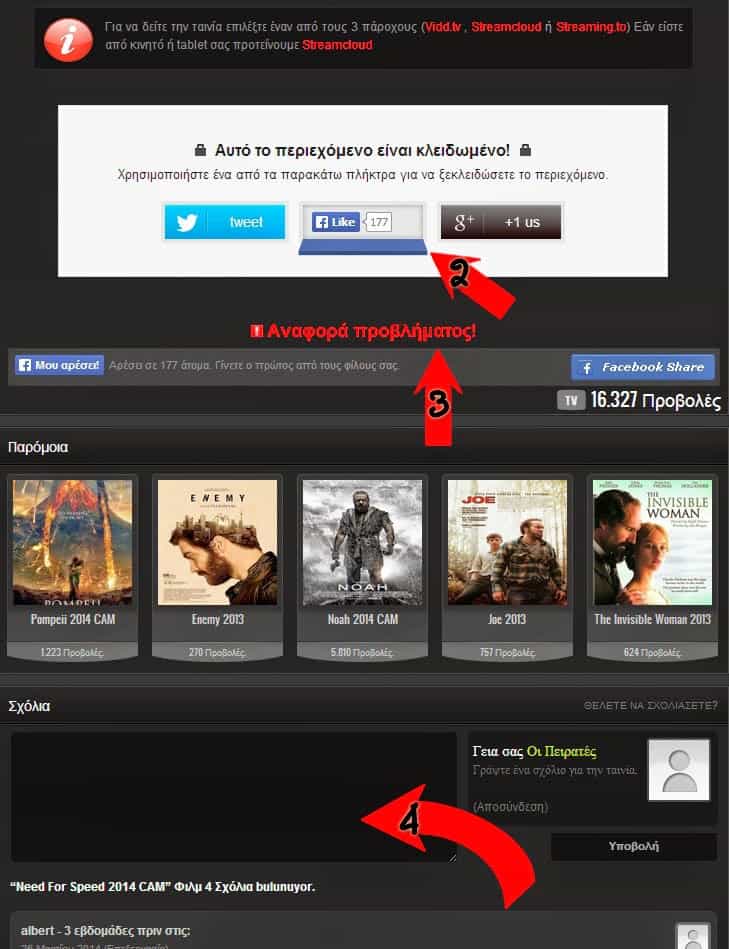 Για να δείτε την ταινία επιλέξτε έναν από τους 3 πάροχους (Vidd.tv , Streamcloud ή Streaming.to) Εάν είστε
από κινητό ή tablet σας προτείνουμε Streamcloud
Αυτό το περιεχόμενο είναι κλειδωμένο!
Χρησιμοποιήστε ένα από τα παρακάτω πλήκτρα για να ξεκλειδώσετε το περιεχόμενο.
tweet
Like 177
g+ +1 us
2
Αναφορά προβλήματος!
Μου αρέσει! Αρέσει σε 177 άτομα. Γίνετε ο πρώτος από τους φίλους σας.
Facebook Share
3
TV 16.327 Προβολές
Παρόμοια
ENEMY
NOAH
JOE
THE
INVISIBLE
WOMAN
POMPEII
Pompeii 2014 CAM
Enemy 2013
Noah 2014 CAM
Joe 2013
The Invisible Woman 2013
1.223 Προβολές.
270 Προβολές.
5.810 Προβολές.
757 Προβολές.
624 Προβολές.
Σχόλια
ΘΕΛΕΤΕ ΝΑ ΣΧΟΛΙΑΣΕΤΕ?
Γεια σας Οι Πειρατές
Γράψτε ένα σχόλιο για την ταινία.
(Αποσύνδεση)
4
Υποβολή
“Need For Speed 2014 CAM” Φιλμ 4 Σχόλια bulunuyor.
albert - 3 εβδομάδες πριν στις:
26 Μαρτίου 2014 (Επεξεργασία)